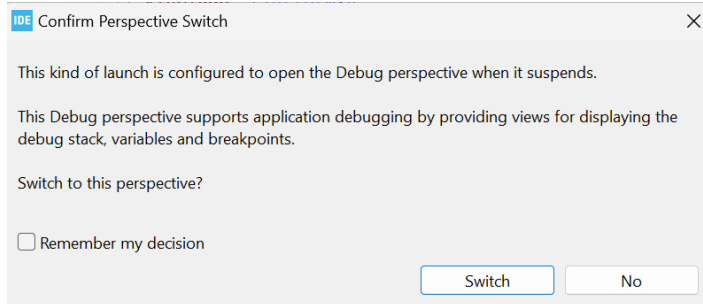 IDE Confirm Perspective Switch
This kind of launch is configured to open the Debug perspective when it suspends.
This Debug perspective supports application debugging by providing views for displaying the
debug stack, variables and breakpoints.
Switch to this perspective?
Remember my decision
Switch No